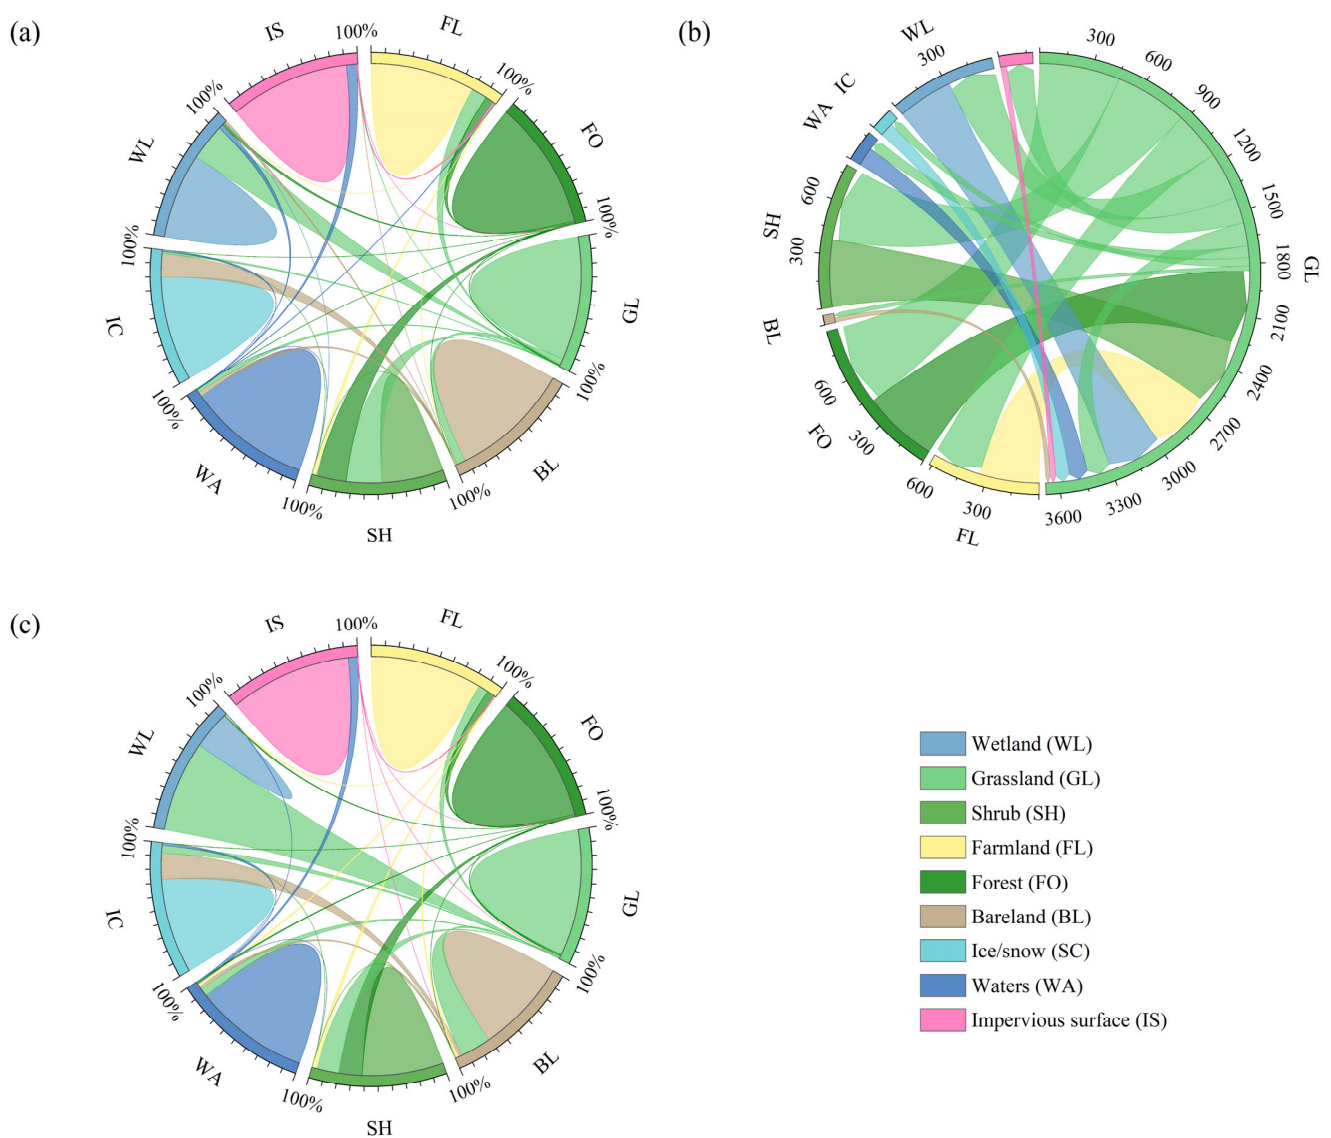 (a)
IS
100%
FL
100%
FO
100%
GL
100%
BL
100%
SH
100%
WA
100%
IC
100%
WL
100%
(b)
WL
300
300
600
900
1200
1500
1800
GL
2100
2400
2700
3000
3300
3600
FL
300
600
FO
300
600
BL
SH
300
600
WA
IC
(c)
IS
100%
FL
100%
FO
100%
GL
100%
BL
100%
SH
100%
WA
100%
IC
100%
WL
100%
Wetland (WL)
Grassland (GL)
Shrub (SH)
Farmland (FL)
Forest (FO)
Bareland (BL)
Ice/snow (SC)
Waters (WA)
Impervious surface (IS)